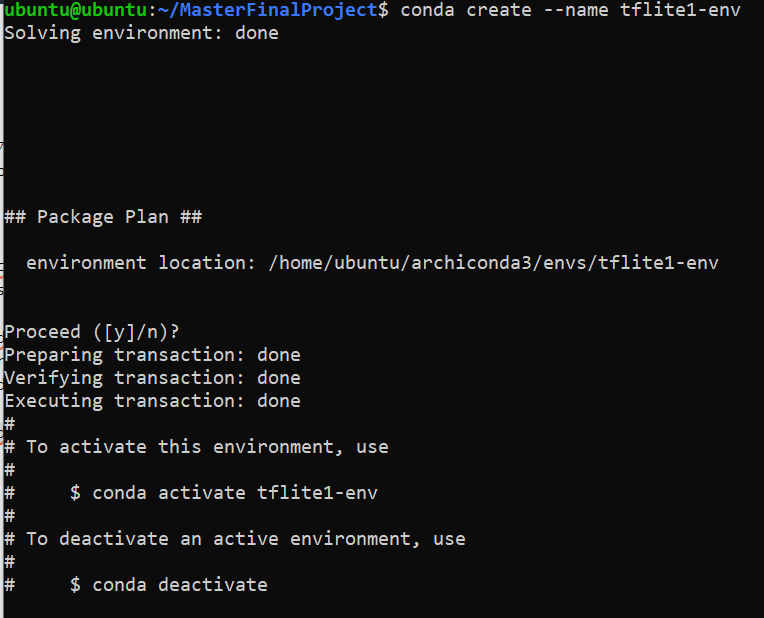 ubuntu@ubuntu:~/MasterFinalProject$ conda create --name tflite1-env
Solving environment: done
## Package Plan ##
environment location: /home/ubuntu/archiconda3/envs/tflite1-env
Proceed ([y]/n)?
Preparing transaction: done
Verifying transaction: done
Executing transaction: done
#
# To activate this environment, use
#
#     $ conda activate tflite1-env
#
# To deactivate an active environment, use
#
#     $ conda deactivate